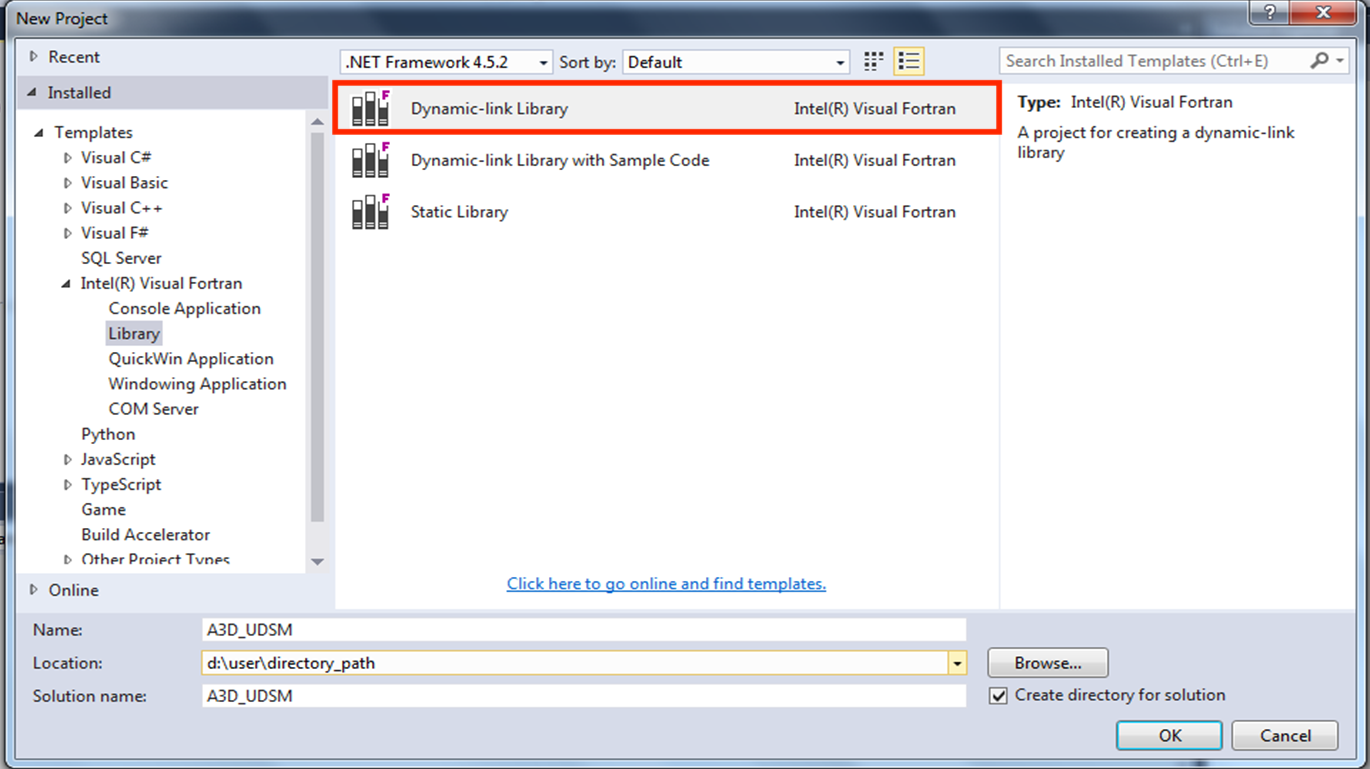 New Project
?
Recent
Installed
Templates
Visual C#
Visual Basic
Visual C++
Visual F#
SQL Server
Intel(R) Visual Fortran
Console Application
Library
QuickWin Application
Windowing Application
COM Server
Python
JavaScript
TypeScript
Game
Build Accelerator
Other Project Types
Online
.NET Framework 4.5.2 Sort by: Default
F Dynamic-link Library Intel(R) Visual Fortran
F Dynamic-link Library with Sample Code Intel(R) Visual Fortran
F Static Library Intel(R) Visual Fortran
Click here to go online and find templates.
Search Installed Templates (Ctrl+E)
Type: Intel(R) Visual Fortran
A project for creating a dynamic-link
library
Name: A3D_UDSM
Location: d:\user\directory_path Browse...
Solution name: A3D_UDSM Create directory for solution
OK Cancel